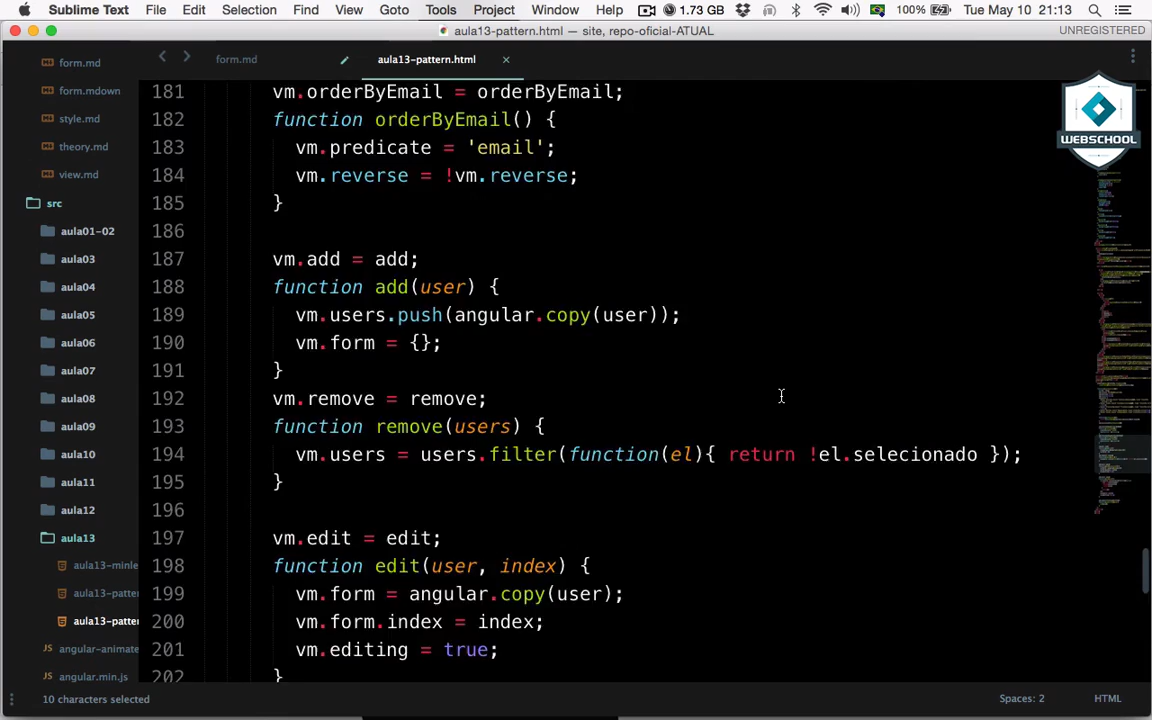 Sublime Text File Edit Selection Find View Goto Tools Project Window Help 1.73 GB 100% Tue May 10 21:13
aula13-pattern.html — site, repo-oficial-ATUAL UNREGISTERED
form.md
form.mdown
style.md
theory.md
view.md
src
aula01-02
aula03
aula04
aula05
aula06
aula07
aula08
aula09
aula10
aula11
aula12
aula13
aula13-minle
aula13-patte
aula13-patte
angular-animate
angular.min.js
form.md aula13-pattern.html ×
WEBSCHOOL
181 vm.orderByEmail = orderByEmail;
182 function orderByEmail() {
183 vm.predicate = 'email';
184 vm.reverse = !vm.reverse;
185 }
186
187 vm.add = add;
188 function add(user) {
189 vm.users.push(angular.copy(user));
190 vm.form = {};
191 }
192 vm.remove = remove;
193 function remove(users) {
194 vm.users = users.filter(function(el){ return !el.selecionado });
195 }
196
197 vm.edit = edit;
198 function edit(user, index) {
199 vm.form = angular.copy(user);
200 vm.form.index = index;
201 vm.editing = true;
202 }
10 characters selected Spaces: 2 HTML